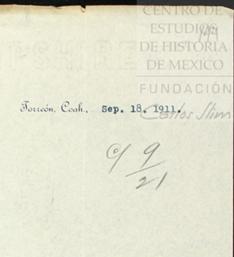 CENTRO DE
ESTUDIOS
DE HISTORIA
DE MEXICO
FUNDACIÓN
Carlos Slim
Torreón, Coah., Sep. 18, 1911.
c/ 9
21